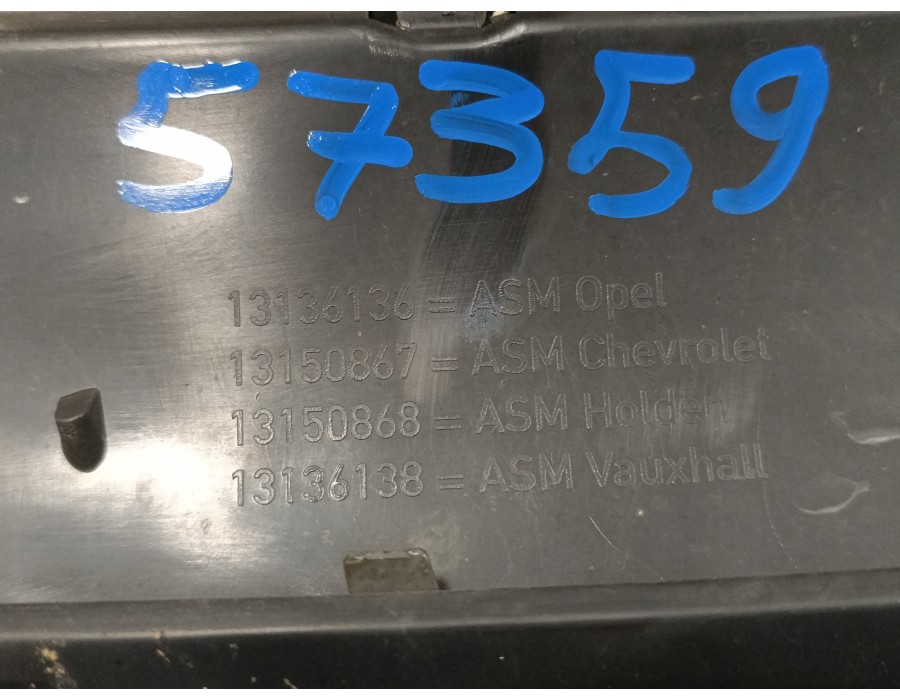 57359
13136136 = ASM Opel
13150867 = ASM Chevrolet
13150868 = ASM Holden
13136138 = ASM Vauxhall